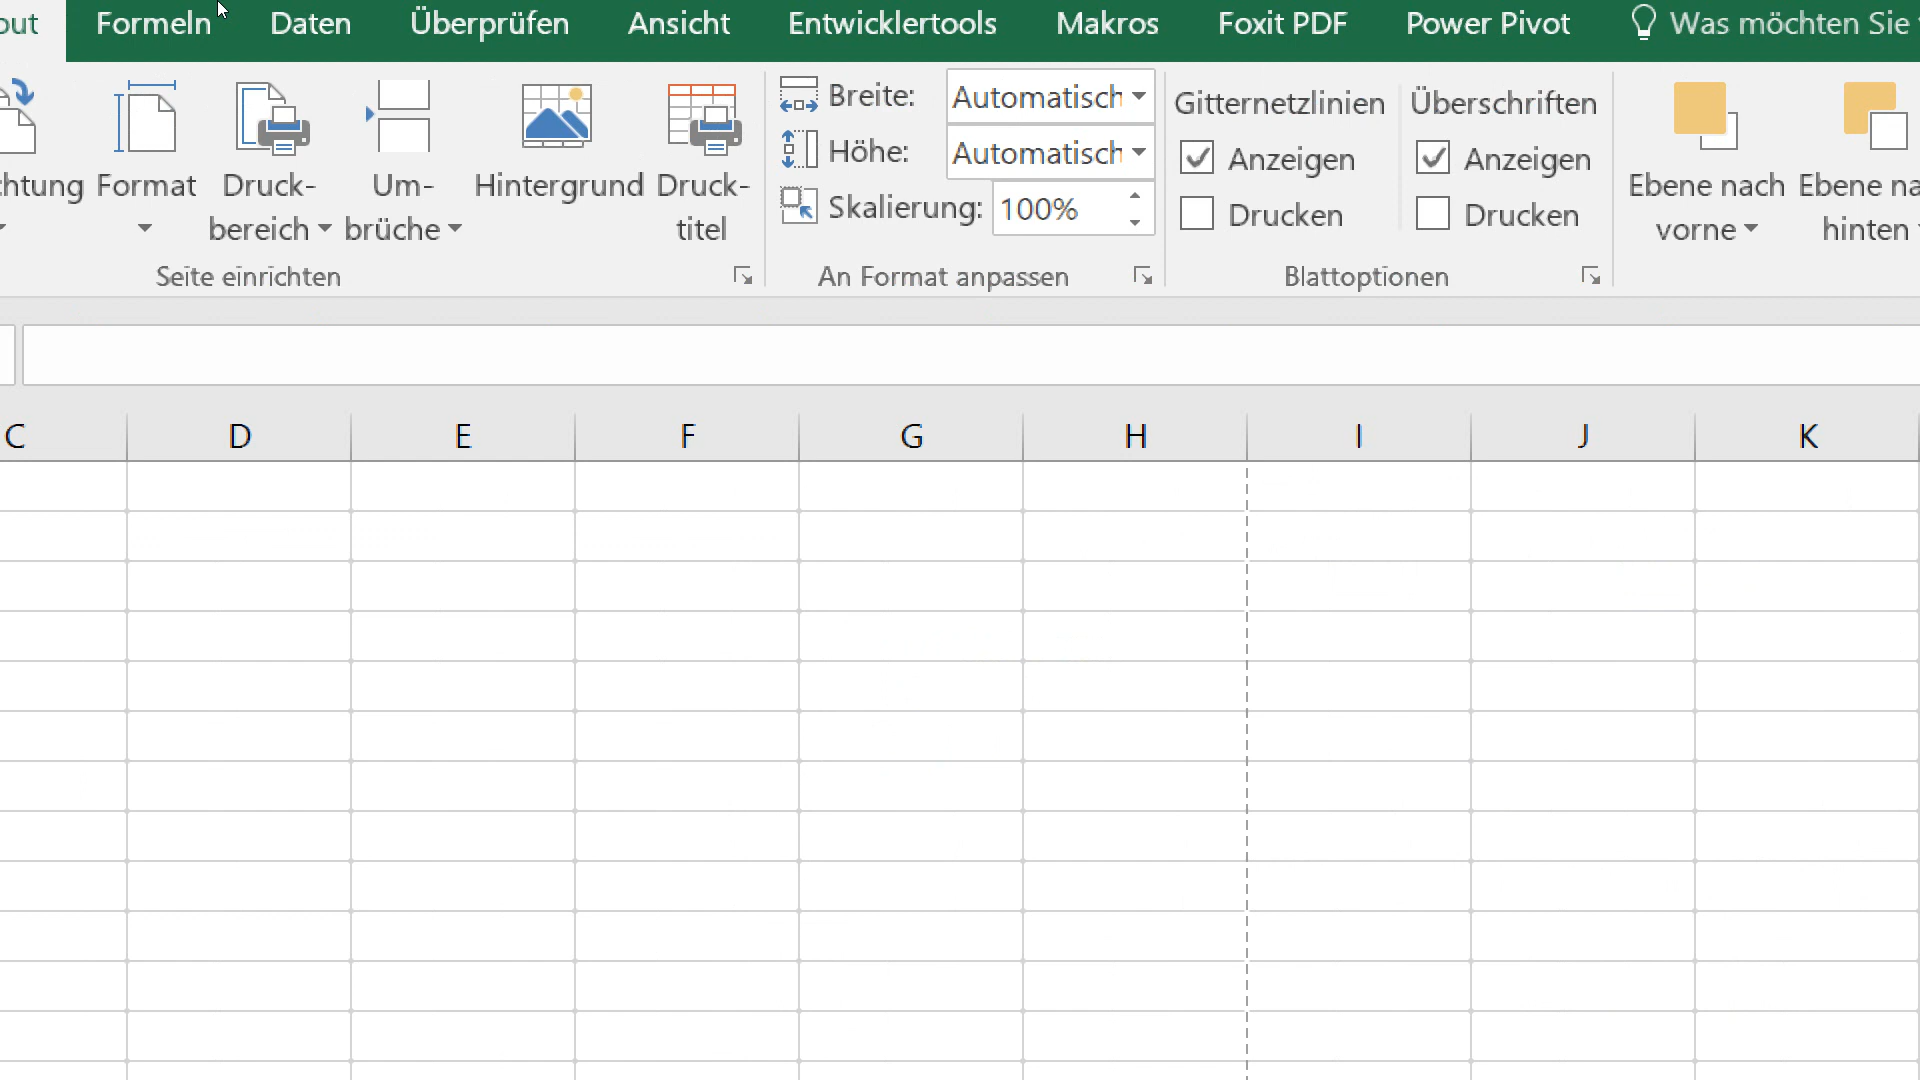 out Formeln Daten Überprüfen Ansicht Entwicklertools Makros Foxit PDF Power Pivot Was möchten Sie
Breite: Automatisch Gitternetzlinien Überschriften
Höhe: Automatisch Anzeigen Anzeigen
chtung Format Druck- Um- Hintergrund Druck- Skalierung: 100% Drucken Drucken Ebene nach Ebene na
bereich brüche titel vorne hinten
Seite einrichten An Format anpassen Blattoptionen
C D E F G H I J K